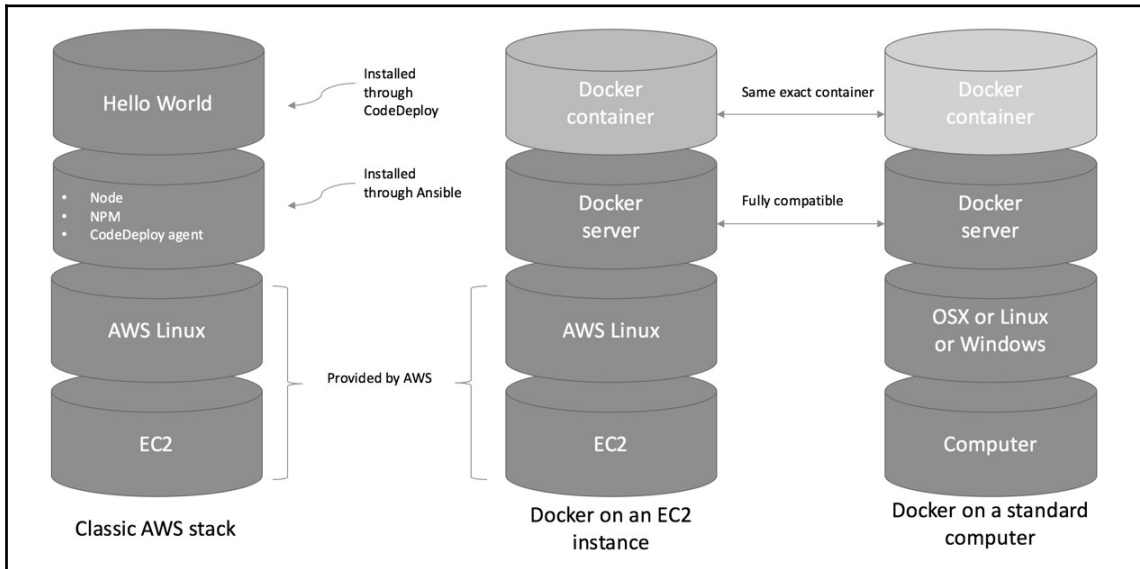 Hello World
Node
NPM
CodeDeploy agent
AWS Linux
EC2
Classic AWS stack
Installed
through
CodeDeploy
Installed
through Ansible
Provided by AWS
Docker
container
Docker
server
AWS Linux
EC2
Docker on an EC2
instance
Same exact container
Fully compatible
Docker
container
Docker
server
OSX or Linux
or Windows
Computer
Docker on a standard
computer